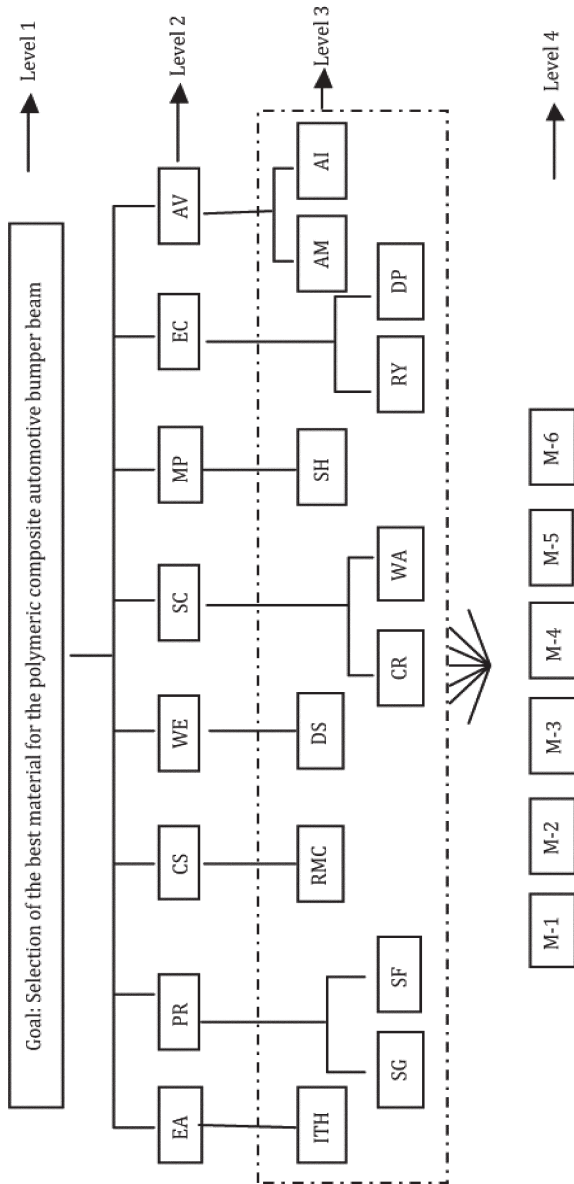 Goal: Selection of the best material for the polymeric composite automotive bumper beam
Level 1
EA
PR
CS
WE
SC
MP
EC
AV
Level 2
ITH
RMC
DS
SH
AM
AI
Level 3
SG
SF
CR
WA
RY
DP
M-1
M-2
M-3
M-4
M-5
M-6
Level 4